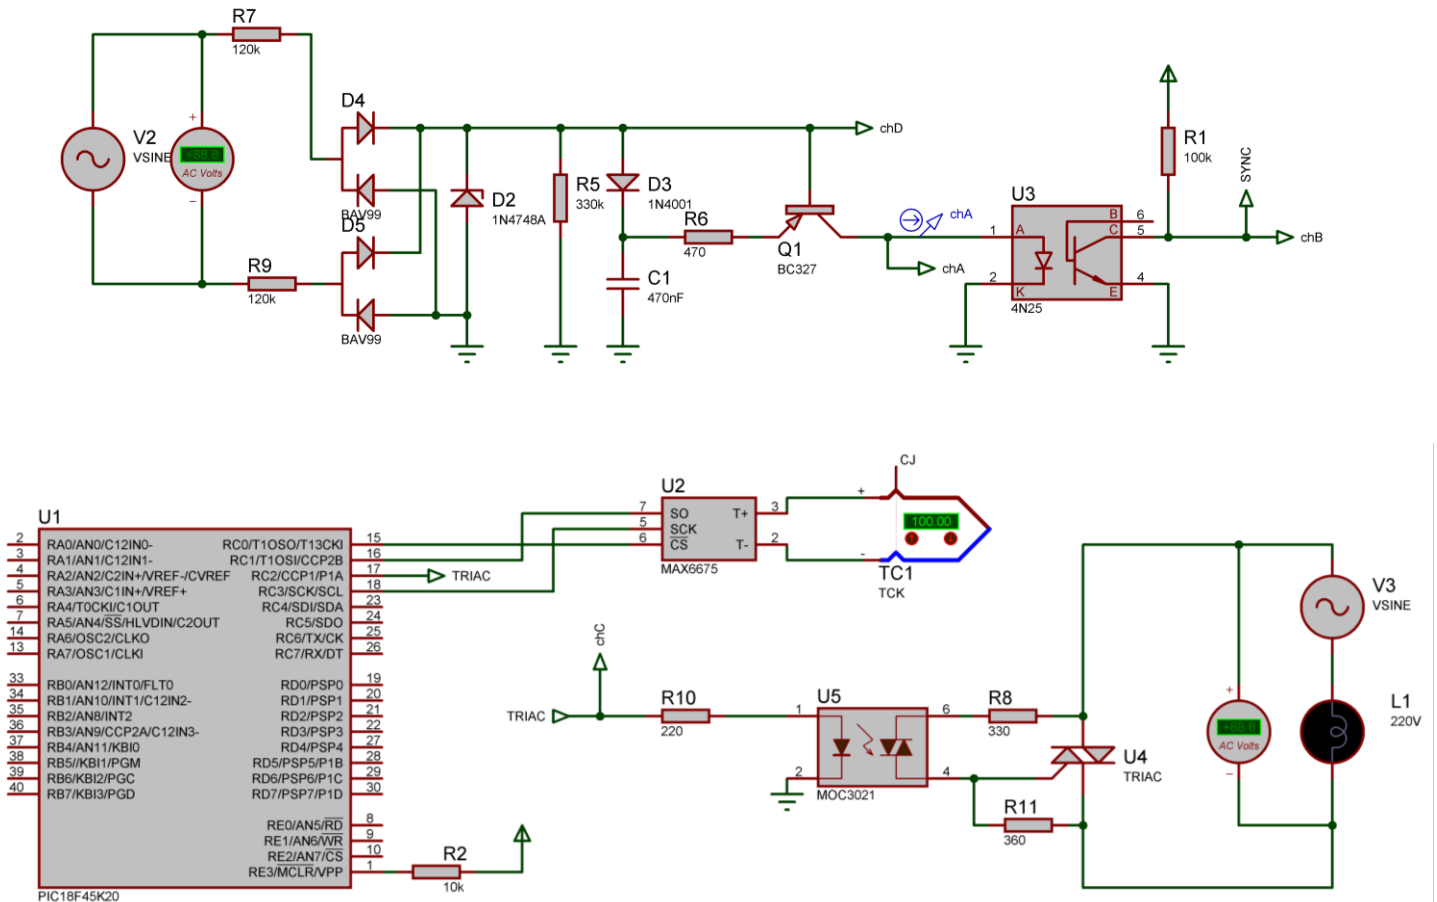 R7
120k
V2
VSINE
+88.8
AC Volts
+
−
D4
BAV99
D5
BAV99
R9
120k
D2
1N4748A
R5
330k
D3
1N4001
R6
470
C1
470nF
Q1
BC327
chD
chA
chA
U3
1
2
A
K
B
C
E
6
5
4
4N25
R1
100k
SYNC
chB
U1
2 RA0/AN0/C12IN0-
3 RA1/AN1/C12IN1-
4 RA2/AN2/C2IN+/VREF-/CVREF
5 RA3/AN3/C1IN+/VREF+
6 RA4/T0CKI/C1OUT
7 RA5/AN4/SS/HLVDIN/C2OUT
14 RA6/OSC2/CLKO
13 RA7/OSC1/CLKI
33 RB0/AN12/INT0/FLT0
34 RB1/AN10/INT1/C12IN2-
35 RB2/AN8/INT2
36 RB3/AN9/CCP2A/C12IN3-
37 RB4/AN11/KBI0
38 RB5//KBI1/PGM
39 RB6/KBI2/PGC
40 RB7/KBI3/PGD
RC0/T1OSO/T13CKI 15
RC1/T1OSI/CCP2B 16
RC2/CCP1/P1A 17
RC3/SCK/SCL 18
RC4/SDI/SDA 23
RC5/SDO 24
RC6/TX/CK 25
RC7/RX/DT 26
RD0/PSP0 19
RD1/PSP1 20
RD2/PSP2 21
RD3/PSP3 22
RD4/PSP4 27
RD5/PSP5/P1B 28
RD6/PSP6/P1C 29
RD7/PSP7/P1D 30
RE0/AN5/RD 8
RE1/AN6/WR 9
RE2/AN7/CS 10
RE3/MCLR/VPP 1
PIC18F45K20
TRIAC
R2
10k
U2
7 SO
5 SCK
6 CS
T+ 3
T- 2
MAX6675
CJ
+
-
100.00
TC1
TCK
chC
TRIAC
R10
220
U5
1
2
6
4
MOC3021
R8
330
R11
360
U4
TRIAC
+
+88.8
AC Volts
−
V3
VSINE
L1
220V